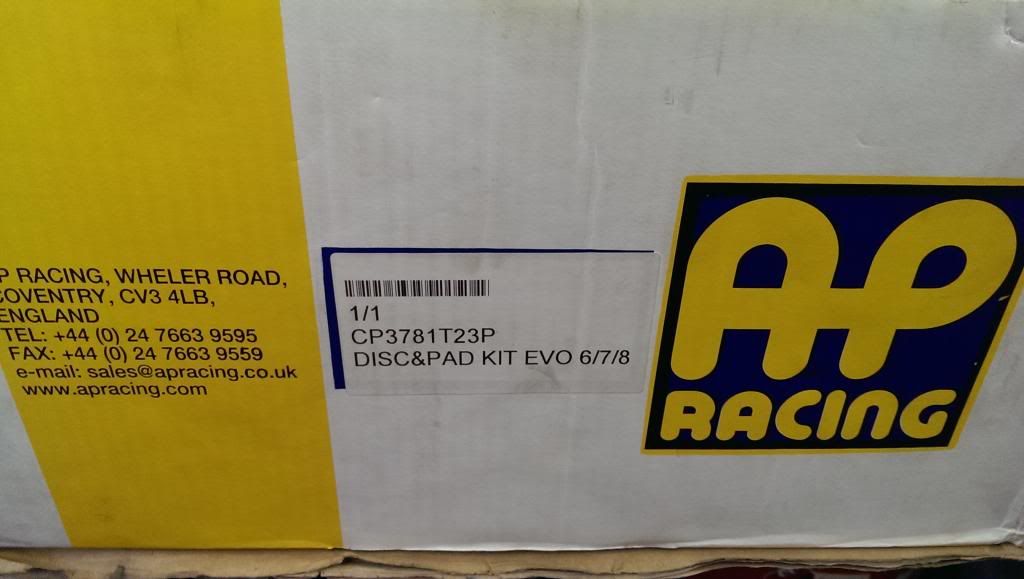 P RACING, WHELER ROAD,
COVENTRY, CV3 4LB,
ENGLAND
TEL: +44 (0) 24 7663 9595
FAX: +44 (0) 24 7663 9559
e-mail: sales@apracing.co.uk
www.apracing.com
1/1
CP3781T23P
DISC&PAD KIT EVO 6/7/8
AP
RACING